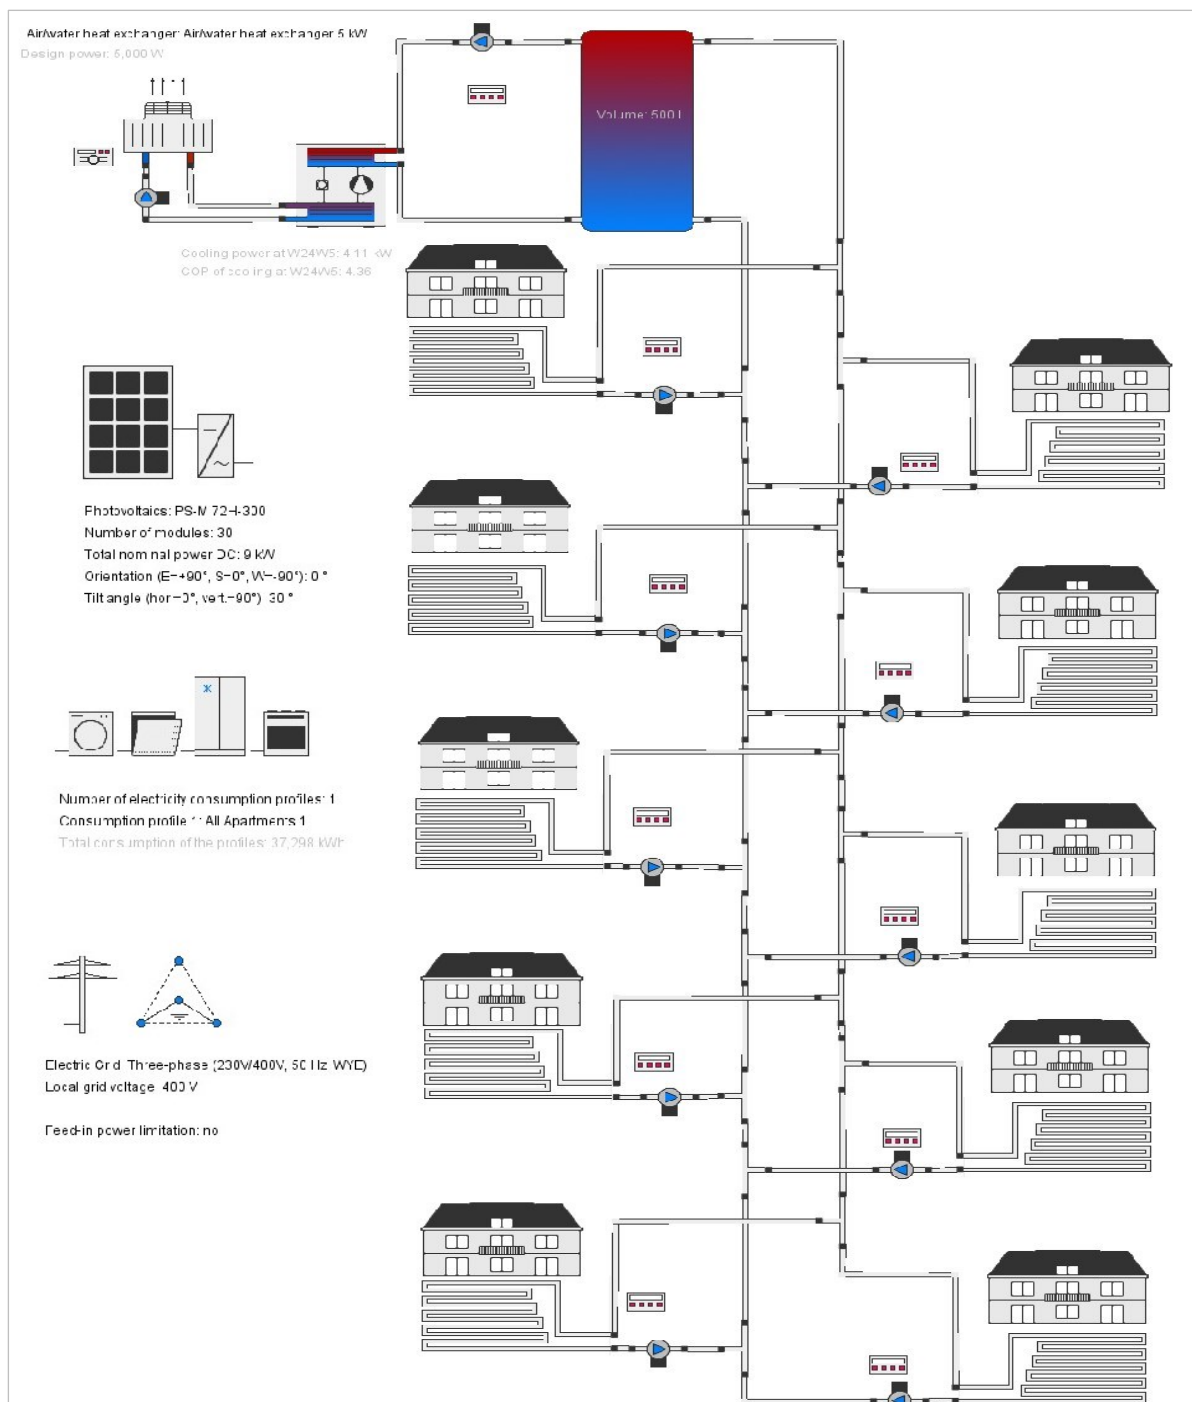 Air/water heat exchanger: Air/water heat exchanger 5 kW
Design power: 5,000 W
Volume: 500 l
Cooling power at W24W5: 4.11 kW
COP of cooling at W24W5: 4.36
Photovoltaics: PS-M 72H-300
Number of modules: 30
Total nominal power DC: 9 kW
Orientation (E=+90°, S=0°, W=-90°): 0 °
Tilt angle (hor.=0°, vert.=90°): 30 °
Number of electricity consumption profiles: 1
Consumption profile 1: All Apartments 1
Total consumption of the profiles: 37,298 kWh
Electric Grid: Three-phase (230V/400V, 50 Hz, WYE)
Local grid voltage: 400 V
Feed-in power limitation: no